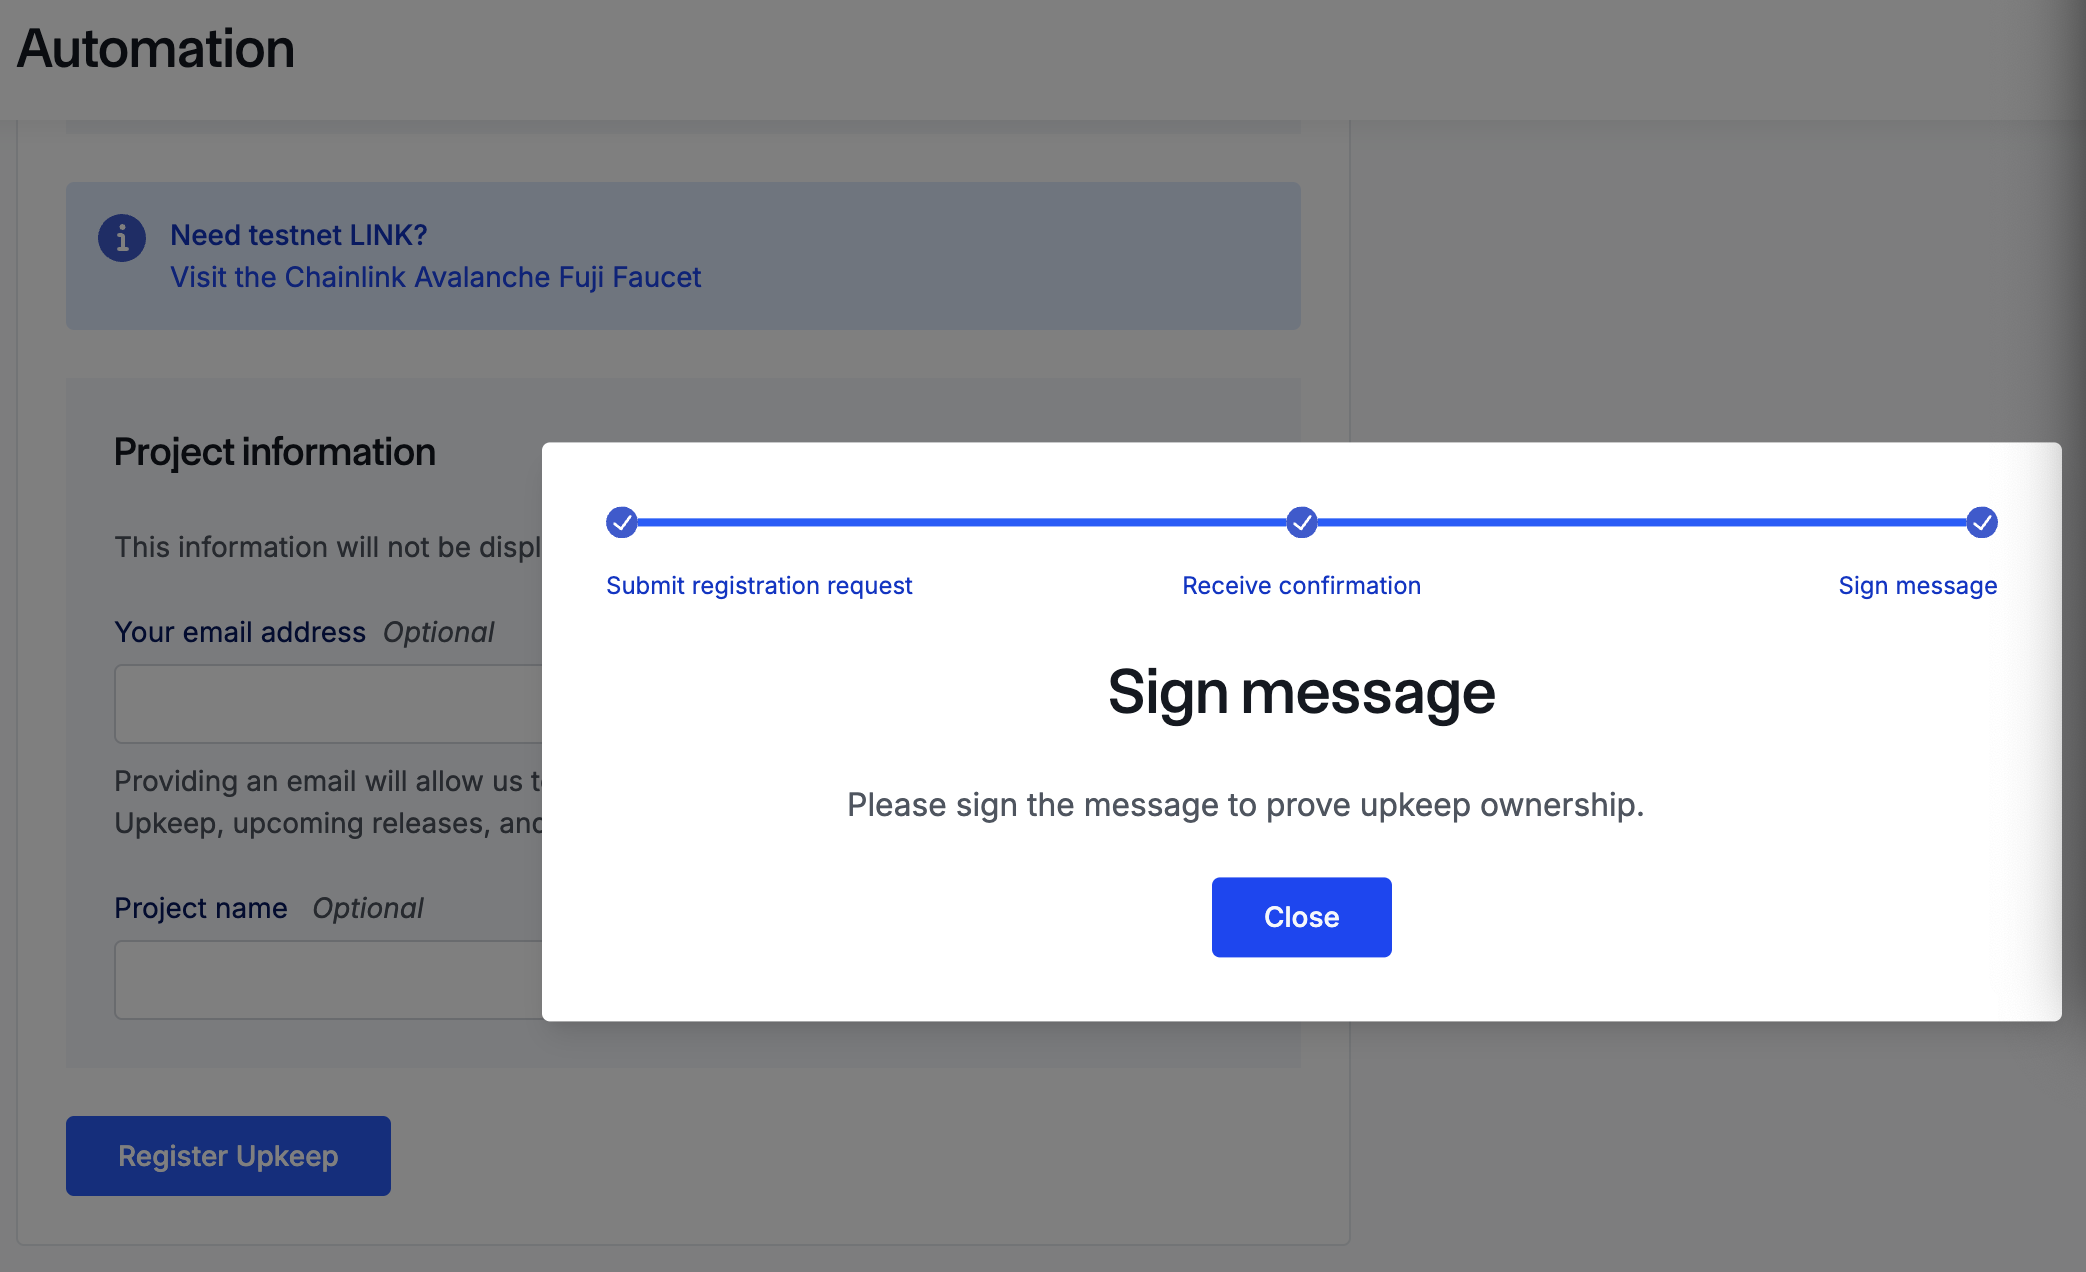 Automation
Need testnet LINK?
Visit the Chainlink Avalanche Fuji Faucet
Project information
This information will not be displ
Your email address Optional
Providing an email will allow us t
Upkeep, upcoming releases, and
Project name Optional
Register Upkeep
Submit registration request
Receive confirmation
Sign message
Sign message
Please sign the message to prove upkeep ownership.
Close